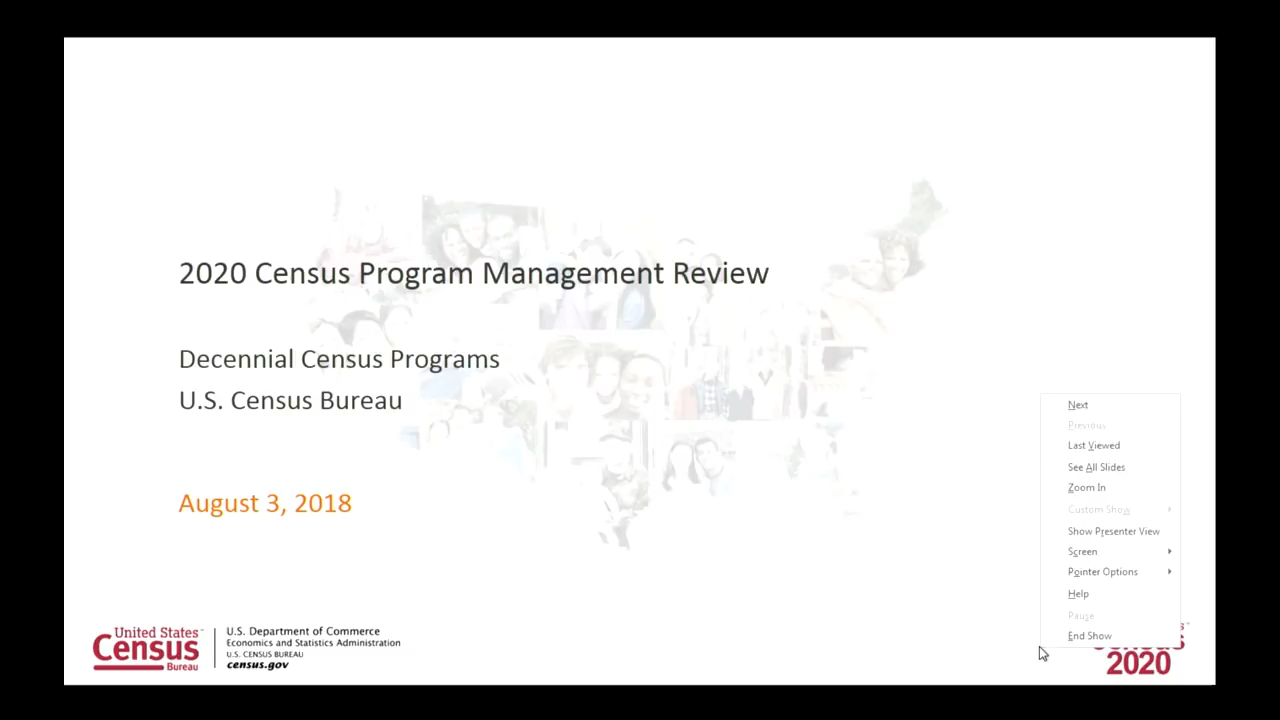 2020 Census Program Management Review
Decennial Census Programs
U.S. Census Bureau
August 3, 2018
Next
Previous
Last Viewed
See All Slides
Zoom In
Custom Show
Show Presenter View
Screen
Pointer Options
Help
Pause
End Show
United States™
Census
Bureau
U.S. Department of Commerce
Economics and Statistics Administration
U.S. CENSUS BUREAU
census.gov
2020